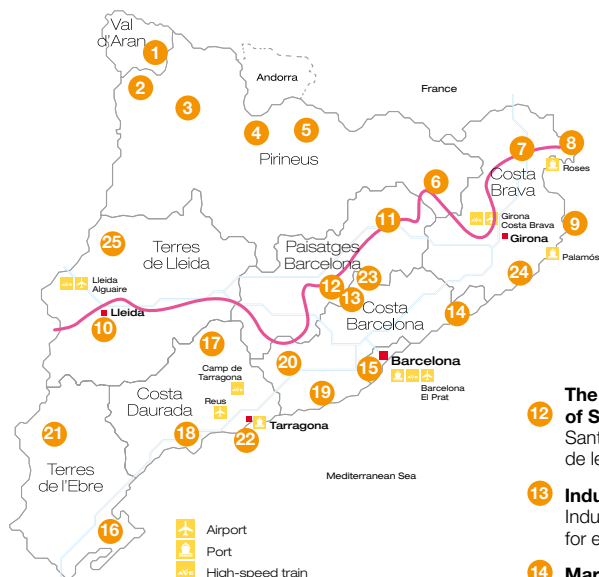 Val
d'Aran
1
2
3
Andorra
France
4
5
Pirineus
6
7
8
Costa
Brava
Roses
9
Girona
Costa Brava
Girona
Palamós
24
11
25
Terres
de Lleida
Paisatges
Barcelona
23
12
13
Costa
Barcelona
14
Lleida
Alguaire
Lleida
10
17
Camp de
Tarragona
20
15
Barcelona
Barcelona
El Prat
19
Costa
Daurada
Reus
18
22
Tarragona
21
Terres
de l'Ebre
16
Mediterranean Sea
Airport
Port
High-speed train
12
The
of S
Sant
de le
13
Indu
Indu
for e
14
Mar